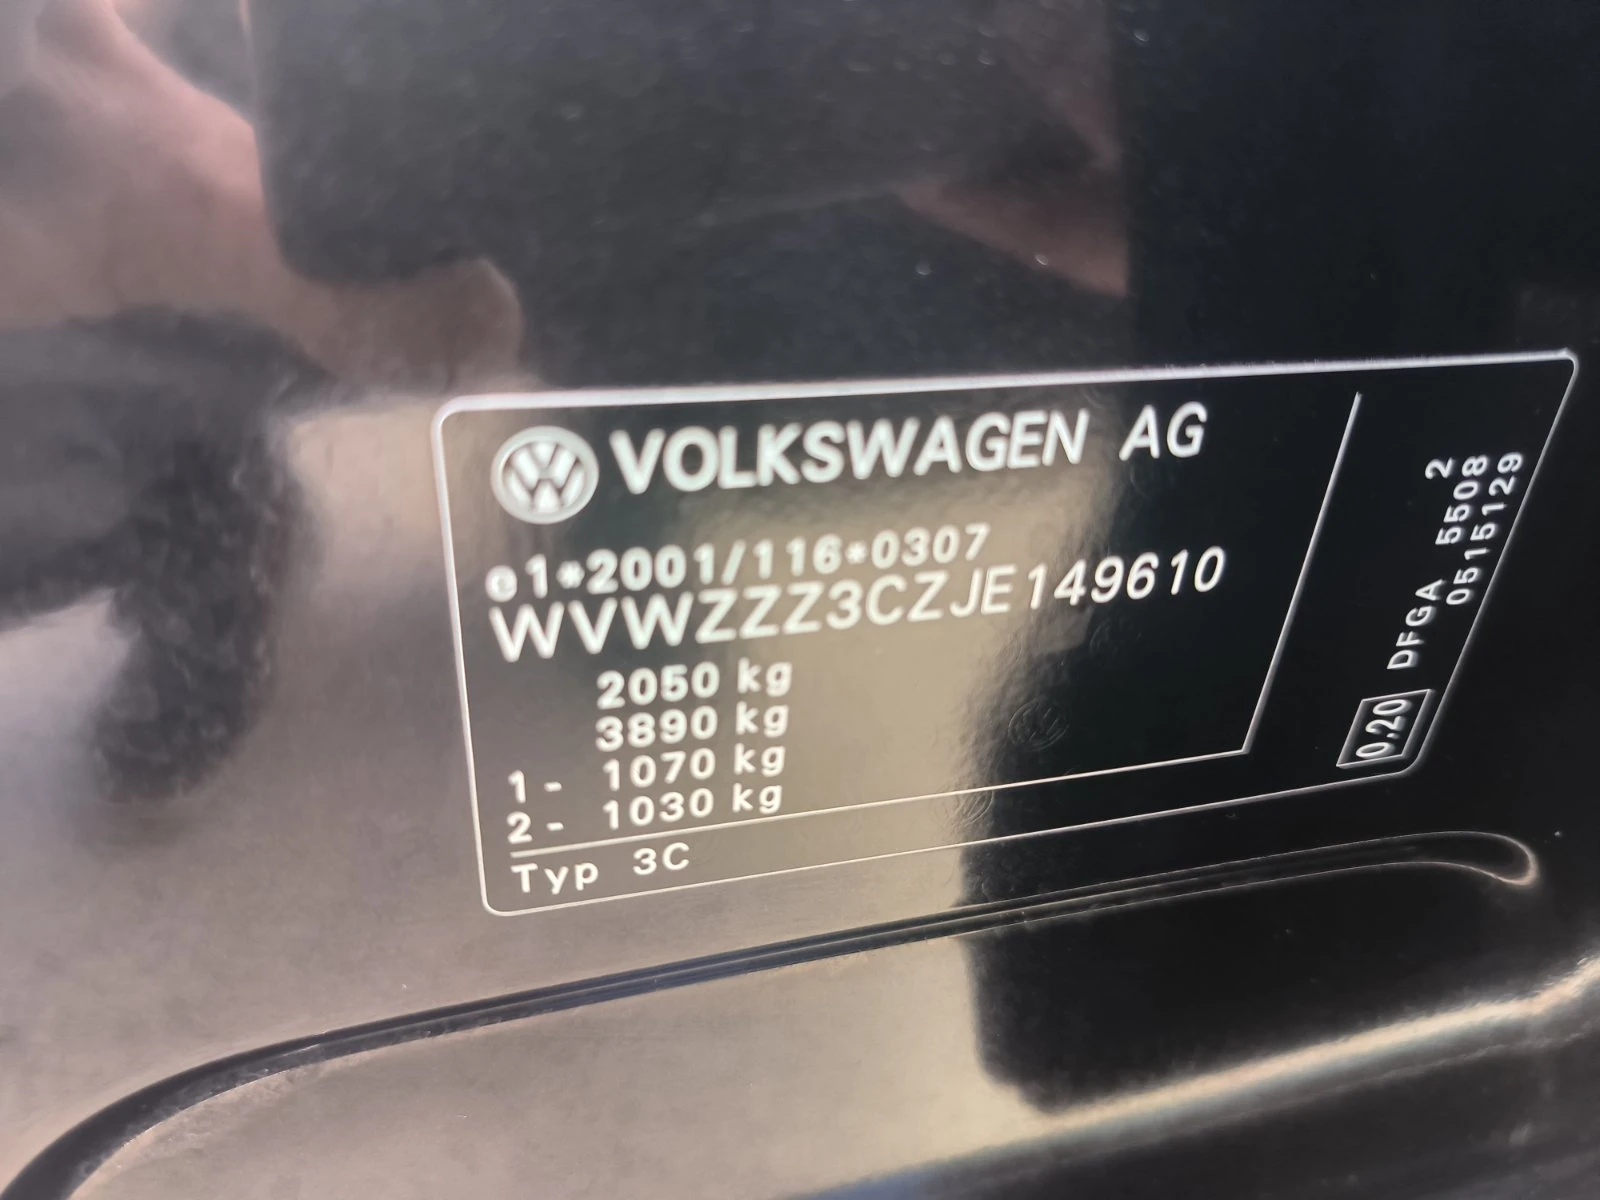 VOLKSWAGEN AG
e1*2001/116*0307
WVWZZZ3CZJE149610
2050 kg
3890 kg
1 - 1070 kg
2 - 1030 kg
Typ 3C
2
DFGA 5508
0515129
0.20